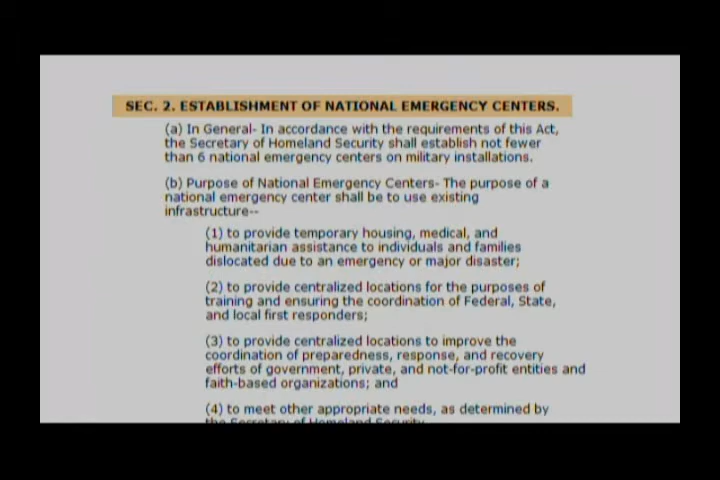 SEC. 2. ESTABLISHMENT OF NATIONAL EMERGENCY CENTERS.
(a) In General- In accordance with the requirements of this Act,
the Secretary of Homeland Security shall establish not fewer
than 6 national emergency centers on military installations.
(b) Purpose of National Emergency Centers- The purpose of a
national emergency center shall be to use existing
infrastructure--
(1) to provide temporary housing, medical, and
humanitarian assistance to individuals and families
dislocated due to an emergency or major disaster;
(2) to provide centralized locations for the purposes of
training and ensuring the coordination of Federal, State,
and local first responders;
(3) to provide centralized locations to improve the
coordination of preparedness, response, and recovery
efforts of government, private, and not-for-profit entities and
faith-based organizations; and
(4) to meet other appropriate needs, as determined by
the Secretary of Homeland Security